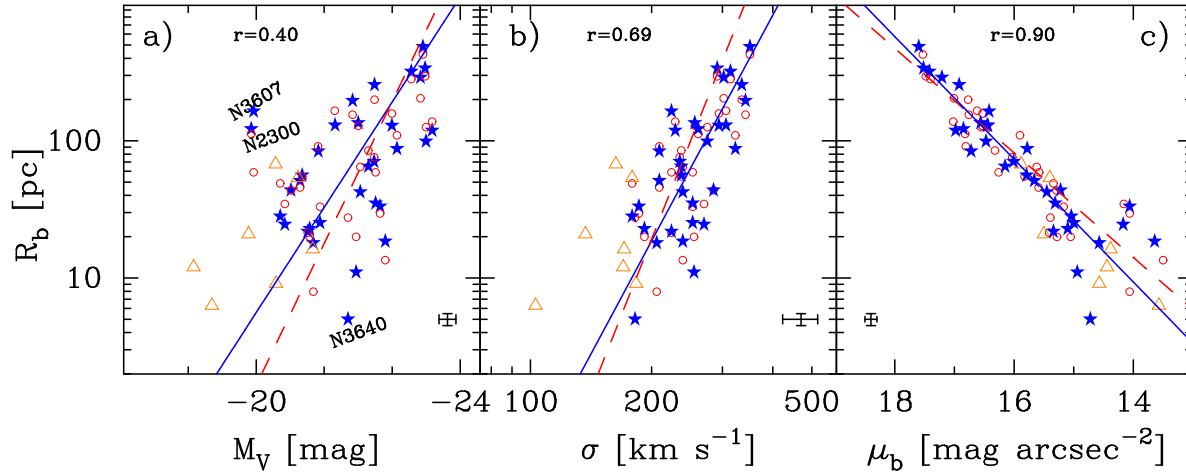 a) r=0.40
b) r=0.69
r=0.90 c)
N3607
N2300
N3640
100
10
R_b [pc]
−20 −24
100 200 500
18 16 14
M_V [mag]
σ [km s⁻¹]
μ_b [mag arcsec⁻²]